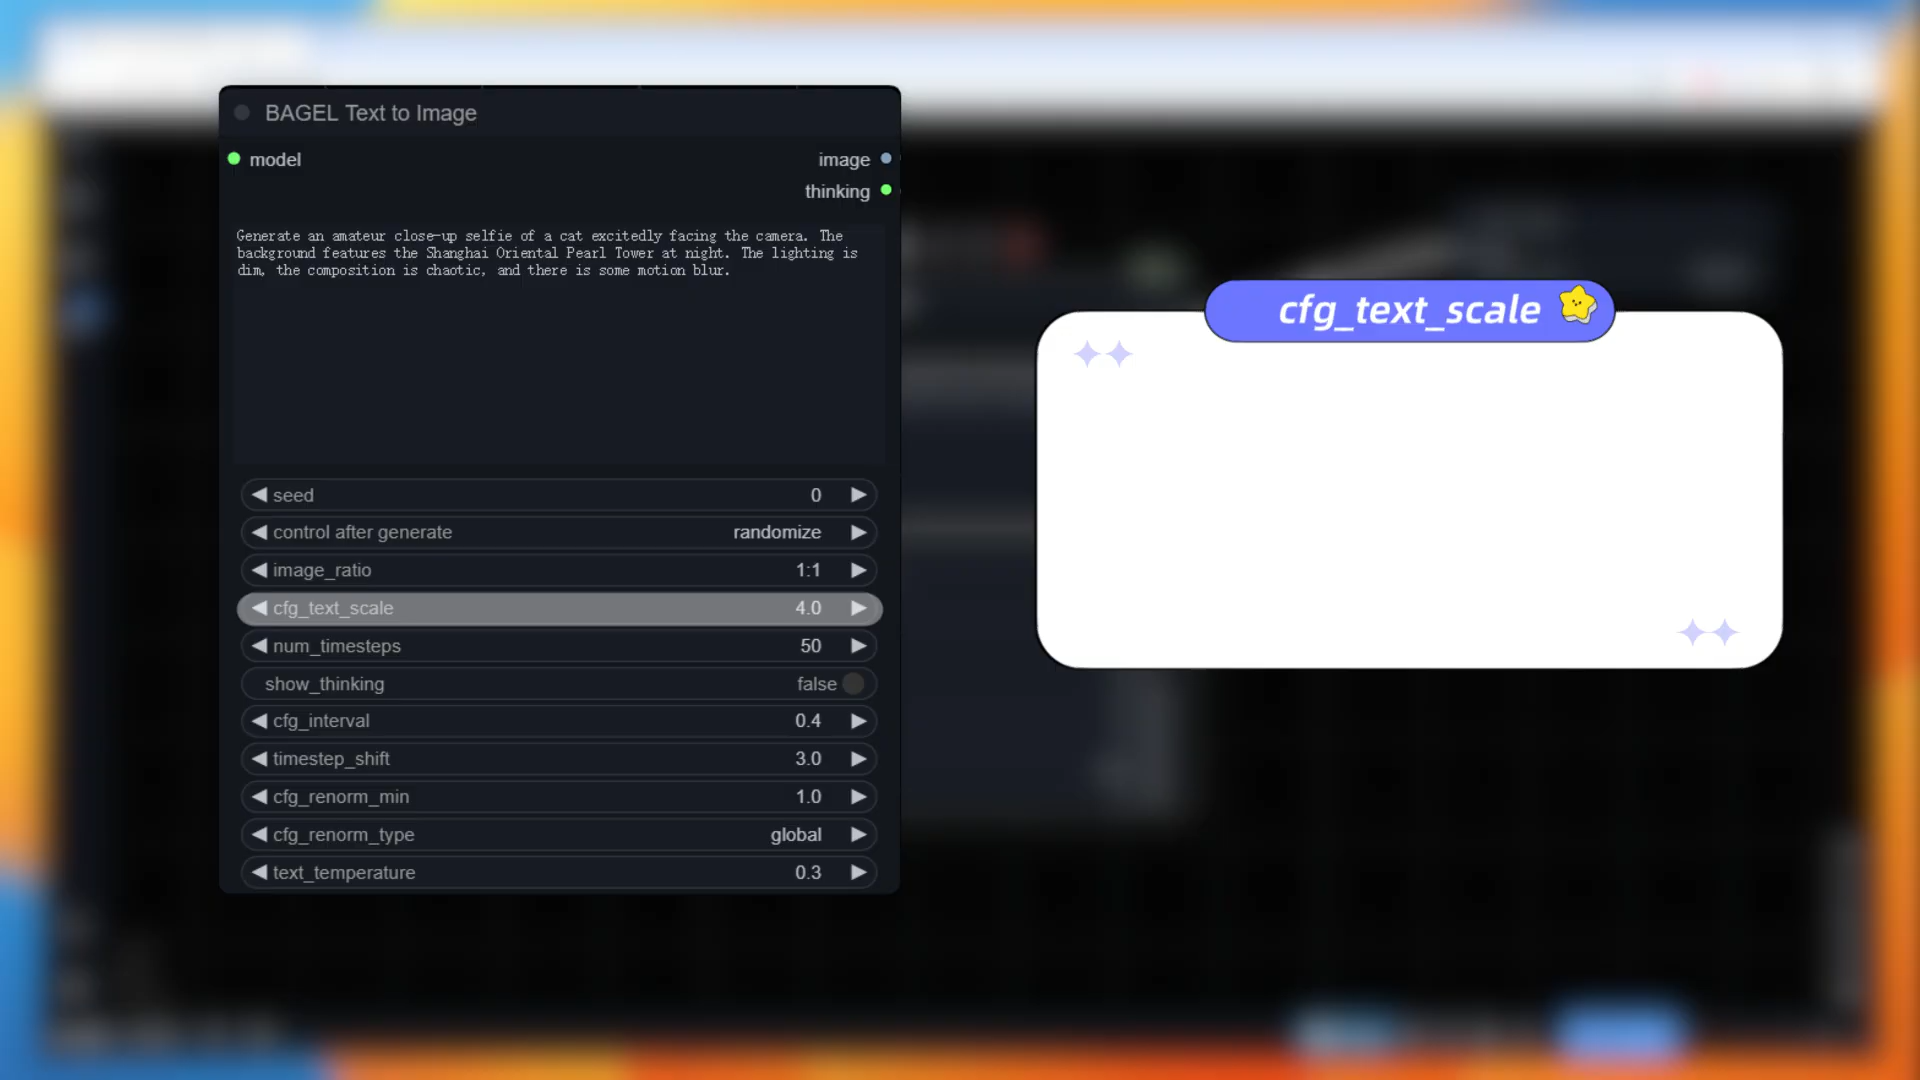 BAGEL Text to Image
model
image
thinking
Generate an amateur close-up selfie of a cat excitedly facing the camera. The
background features the Shanghai Oriental Pearl Tower at night. The lighting is
dim, the composition is chaotic, and there is some motion blur.
seed 0
control after generate randomize
image_ratio 1:1
cfg_text_scale 4.0
num_timesteps 50
show_thinking false
cfg_interval 0.4
timestep_shift 3.0
cfg_renorm_min 1.0
cfg_renorm_type global
text_temperature 0.3
cfg_text_scale